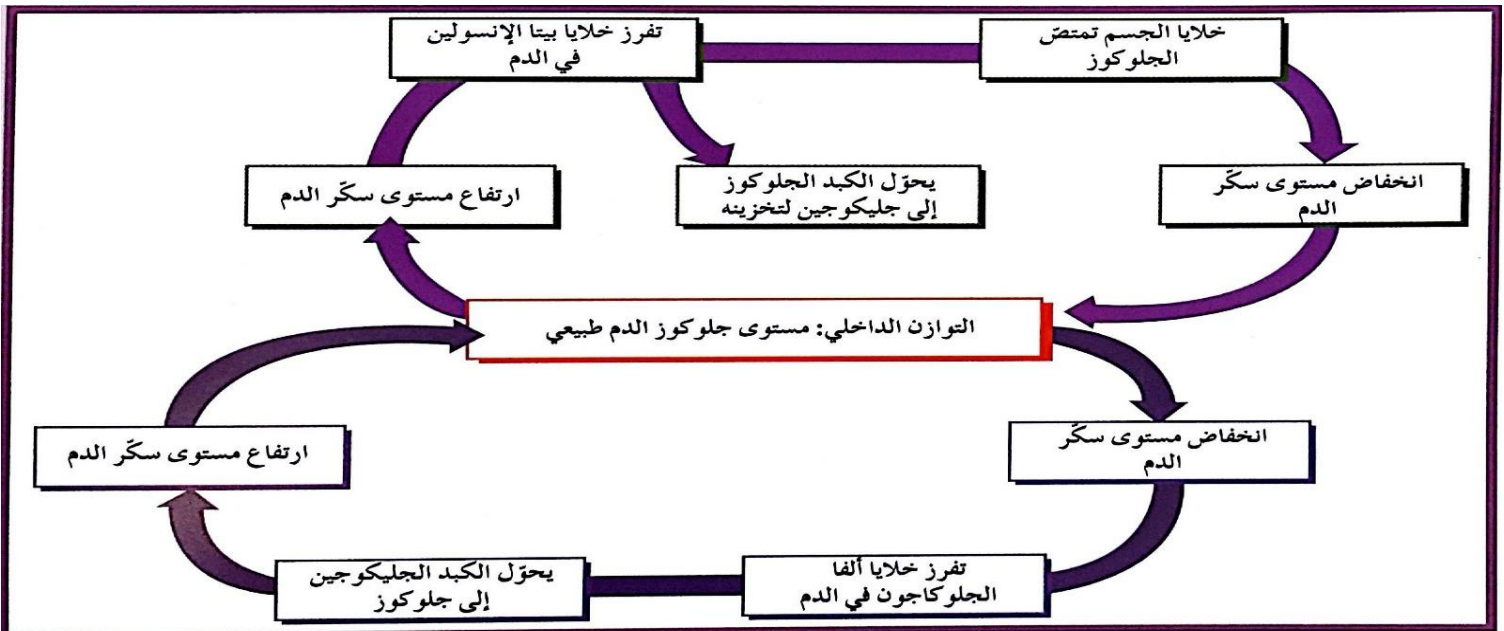 خلايا الجسم تمتصّ
الجلوكوز
تفرز خلايا بيتا الإنسولين
في الدم
انخفاض مستوى سكّر
الدم
يحوّل الكبد الجلوكوز
إلى جليكوجين لتخزينه
ارتفاع مستوى سكّر الدم
التوازن الداخلي: مستوى جلوكوز الدم طبيعي
انخفاض مستوى سكّر
الدم
ارتفاع مستوى سكّر الدم
تفرز خلايا ألفا
الجلوكاجون في الدم
يحوّل الكبد الجليكوجين
إلى جلوكوز